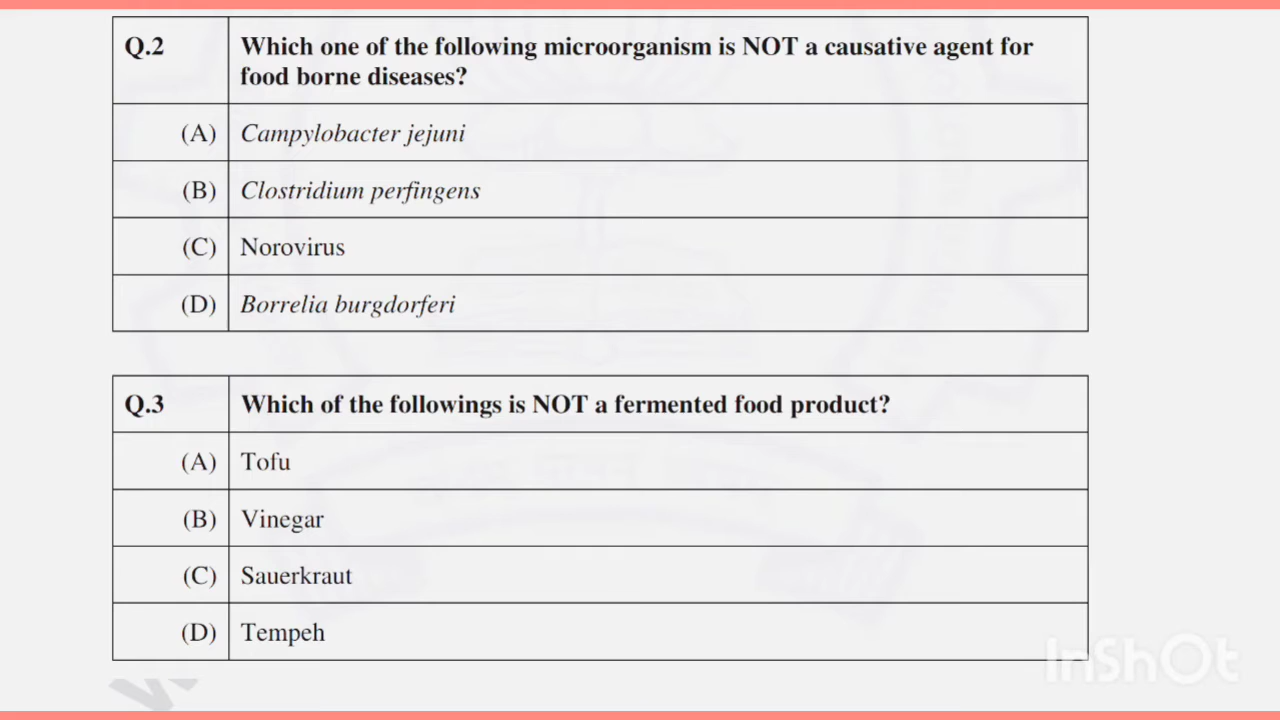 Q.2 Which one of the following microorganism is NOT a causative agent for
food borne diseases?
(A) Campylobacter jejuni
(B) Clostridium perfingens
(C) Norovirus
(D) Borrelia burgdorferi
Q.3 Which of the followings is NOT a fermented food product?
(A) Tofu
(B) Vinegar
(C) Sauerkraut
(D) Tempeh
InShOt